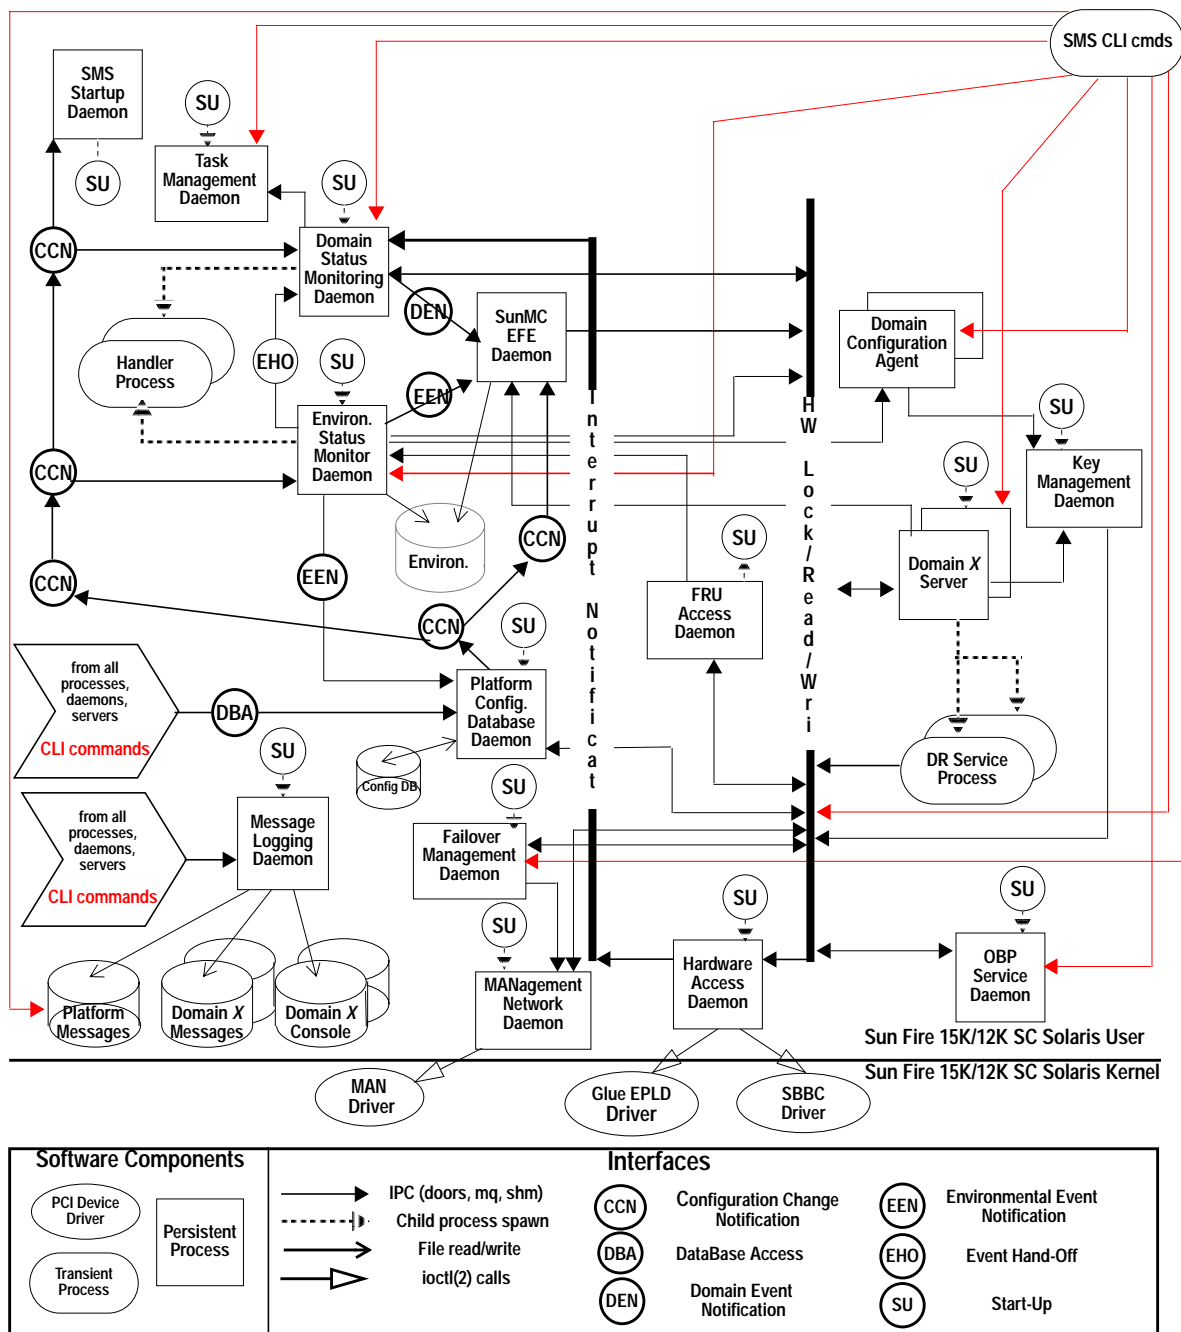 SMS CLI cmds
SMS
Startup
Daemon
SU
SU
Task
Management
Daemon
SU
CCN
Domain
Status
Monitoring
Daemon
DEN
SunMC
EFE
Daemon
Domain
Configuration
Agent
Handler
Process
EHO
SU
EEN
Environ.
Status
Monitor
Daemon
Interrupt Notificat
HW Lock/Read/Wri
SU
Key
Management
Daemon
SU
CCN
CCN
Environ.
CCN
EEN
SU
Domain X
Server
FRU
Access
Daemon
CCN
SU
from all
processes,
daemons,
servers
CLI commands
DBA
Platform
Config.
Database
Daemon
SU
Config DB
DR Service
Process
SU
from all
processes,
daemons,
servers
CLI commands
Message
Logging
Daemon
Failover
Management
Daemon
SU
SU
SU
Platform
Messages
Domain X
Messages
Domain X
Console
MANagement
Network
Daemon
Hardware
Access
Daemon
OBP
Service
Daemon
Sun Fire 15K/12K SC Solaris User
Sun Fire 15K/12K SC Solaris Kernel
MAN
Driver
Glue EPLD
Driver
SBBC
Driver
Software Components
Interfaces
PCI Device
Driver
Persistent
Process
Transient
Process
IPC (doors, mq, shm)
Child process spawn
File read/write
ioctl(2) calls
CCN
Configuration Change
Notification
DBA
DataBase Access
DEN
Domain Event
Notification
EEN
Environmental Event
Notification
EHO
Event Hand-Off
SU
Start-Up